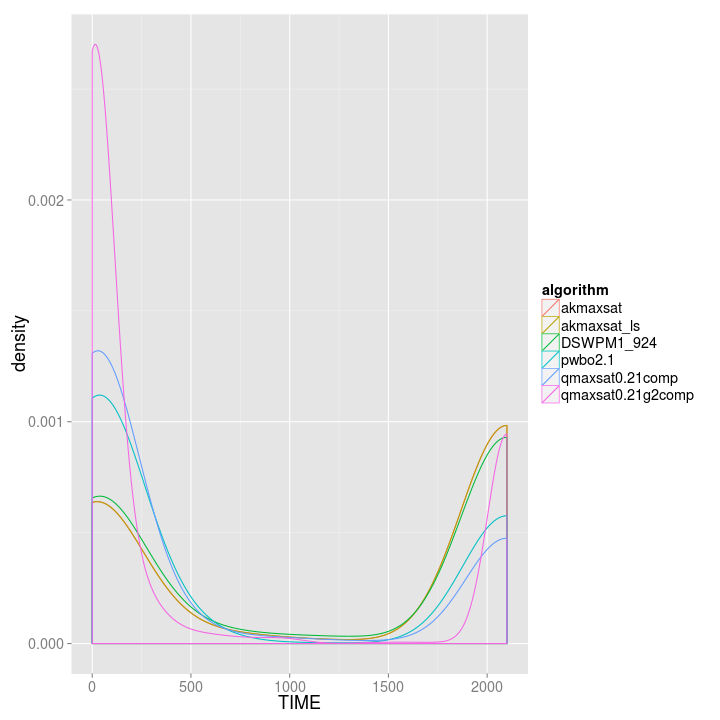 density
0.002
0.001
0.000
0
500
1000
1500
2000
TIME
algorithm
akmaxsat
akmaxsat_ls
DSWPM1_924
pwbo2.1
qmaxsat0.21comp
qmaxsat0.21g2comp